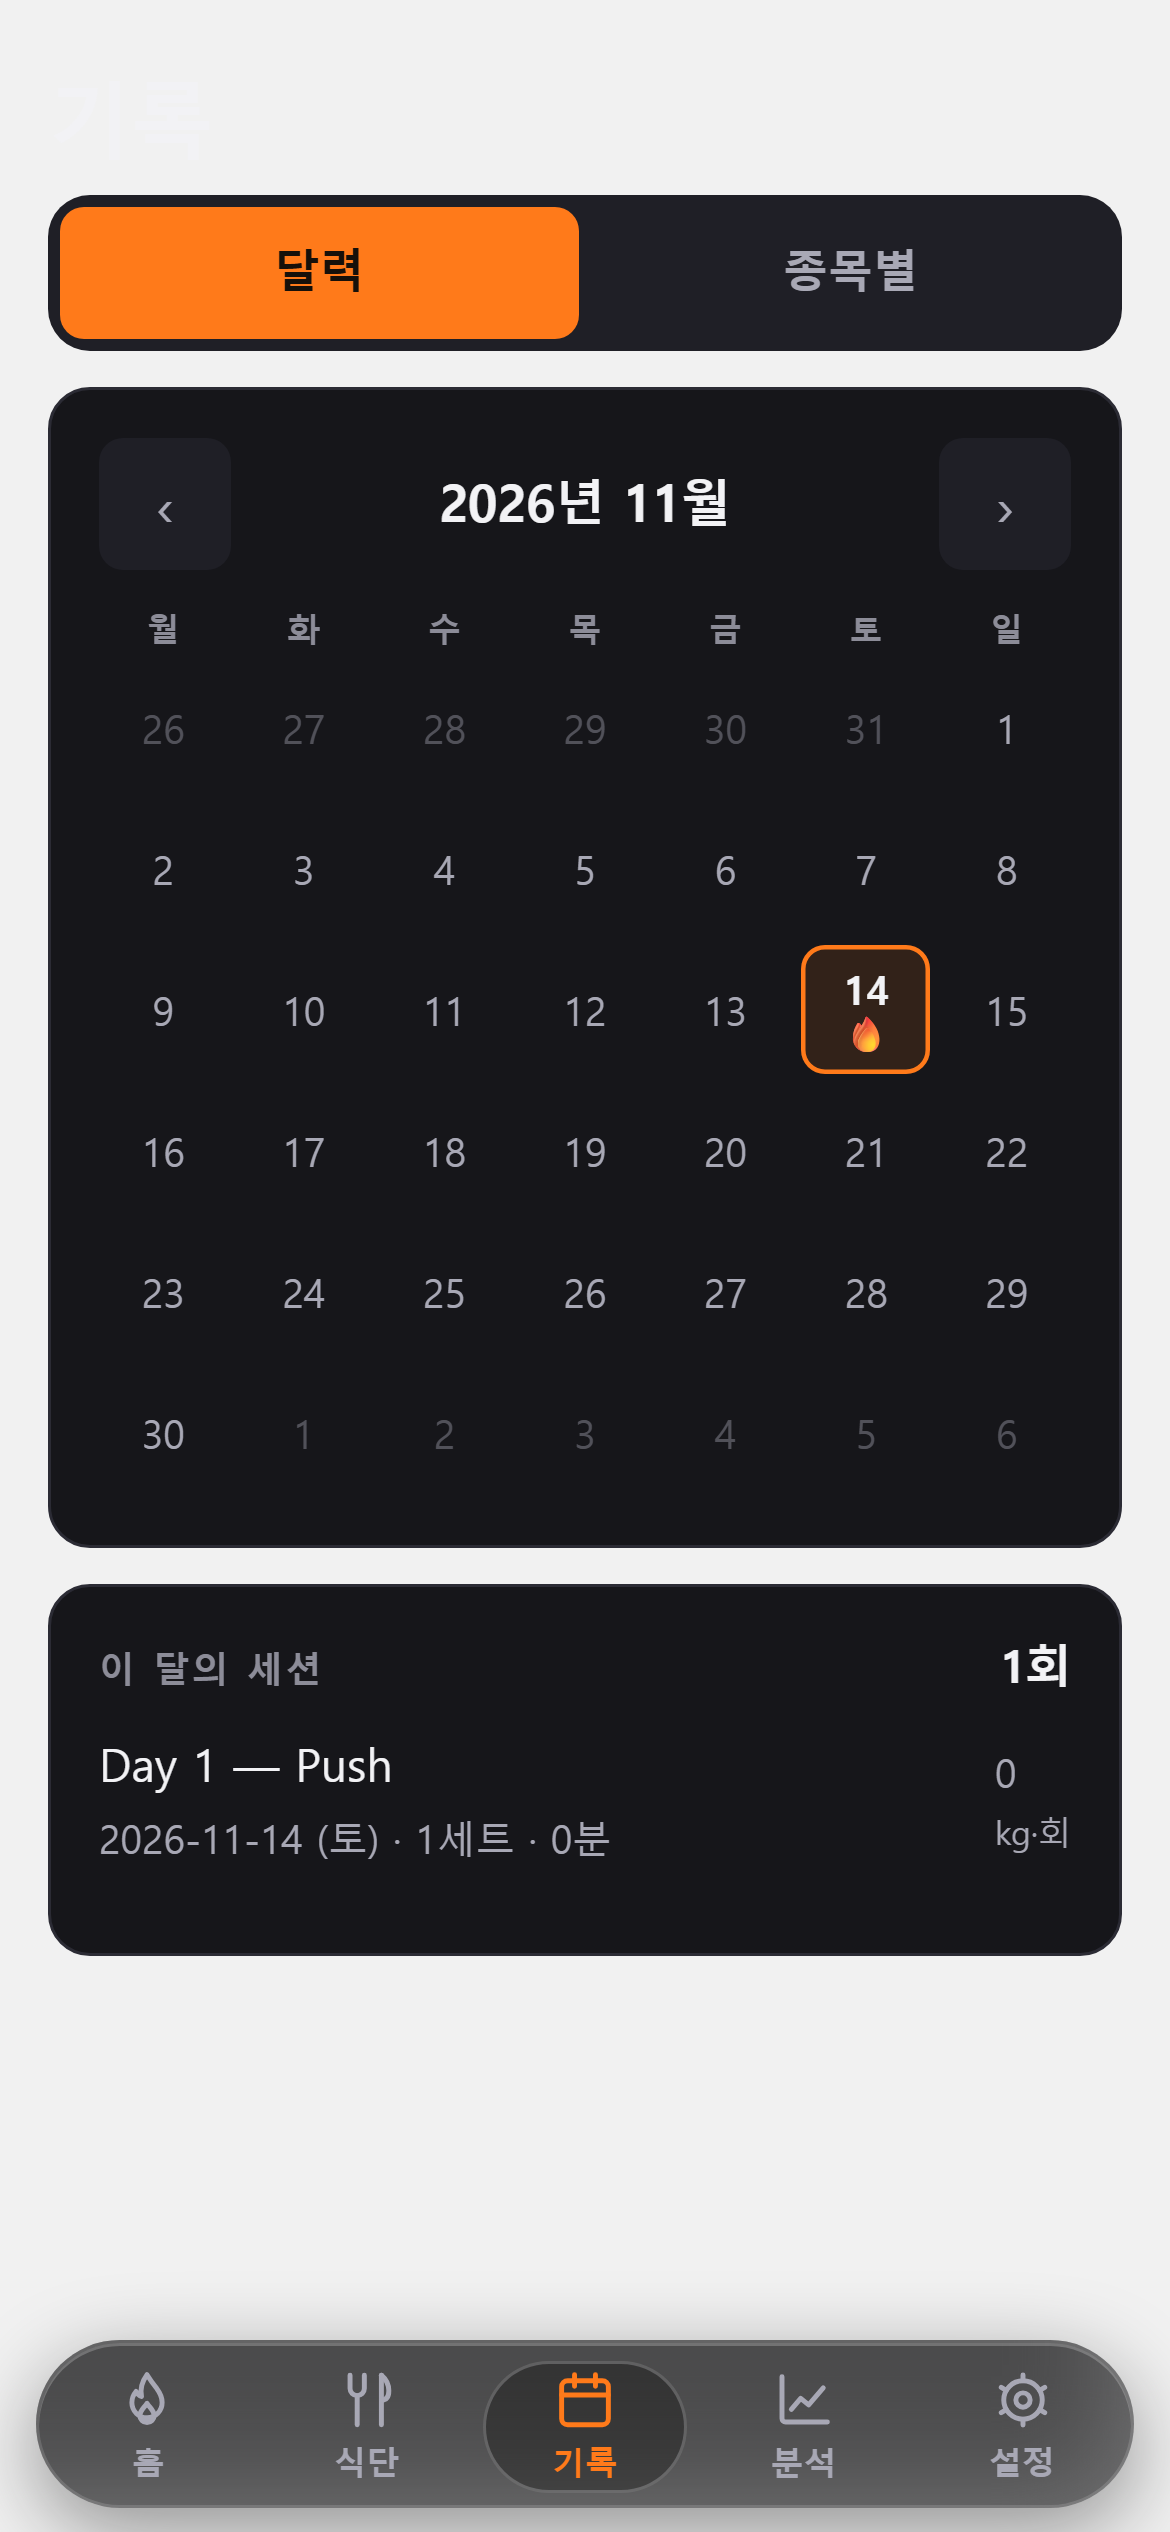 기록
달력 종목별
‹ 2026년 11월 ›
월 화 수 목 금 토 일
26 27 28 29 30 31 1
2 3 4 5 6 7 8
9 10 11 12 13 14 15
16 17 18 19 20 21 22
23 24 25 26 27 28 29
30 1 2 3 4 5 6
이 달의 세션 1회
Day 1 — Push 0
2026-11-14 (토) · 1세트 · 0분 kg·회
홈 식단 기록 분석 설정